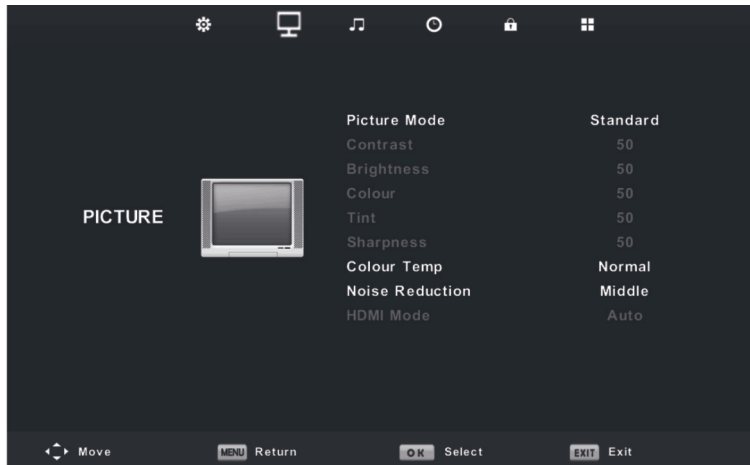 Picture Mode Standard
Contrast 50
Brightness 50
Colour 50
PICTURE
Tint 50
Sharpness 50
Colour Temp Normal
Noise Reduction Middle
HDMI Mode Auto
Move MENU Return OK Select EXIT Exit